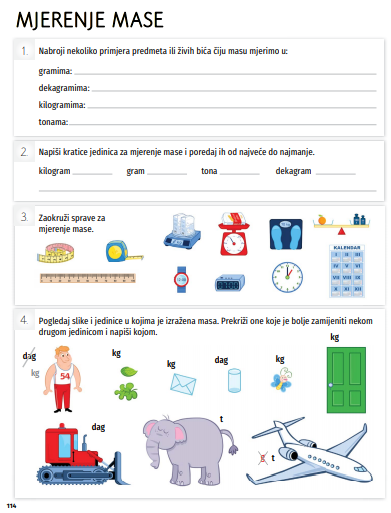 MJERENJE MASE
1. Nabroji nekoliko primjera predmeta ili živih bića čiju masu mjerimo u:
gramima:
dekagramima:
kilogramima:
tonama:
2. Napiši kratice jedinica za mjerenje mase i poredaj ih od najveće do najmanje.
kilogram gram tona dekagram
3. Zaokruži sprave za
mjerenje mase.
KALENDAR
4. Pogledaj slike i jedinice u kojima je izražena masa. Prekriži one koje je bolje zamijeniti nekom
drugom jedinicom i napiši kojom.
dag
kg
54
kg
kg
dag
kg
kg
dag
t
t
114